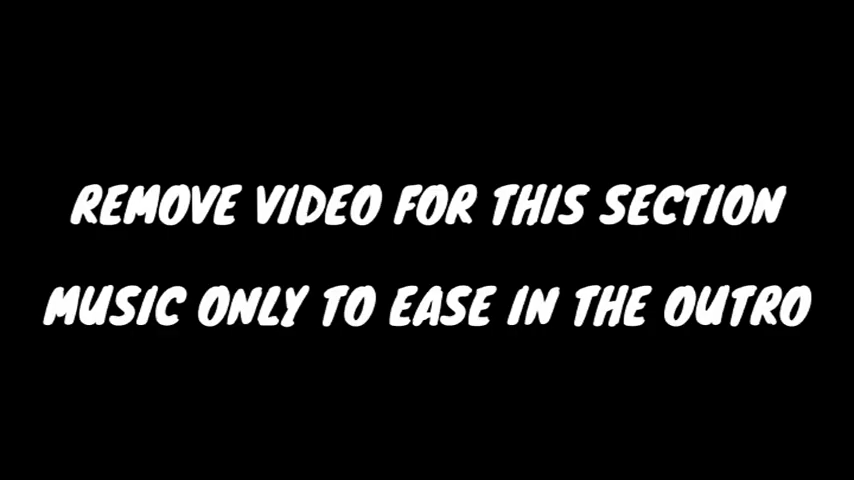 REMOVE VIDEO FOR THIS SECTION
MUSIC ONLY TO EASE IN THE OUTRO